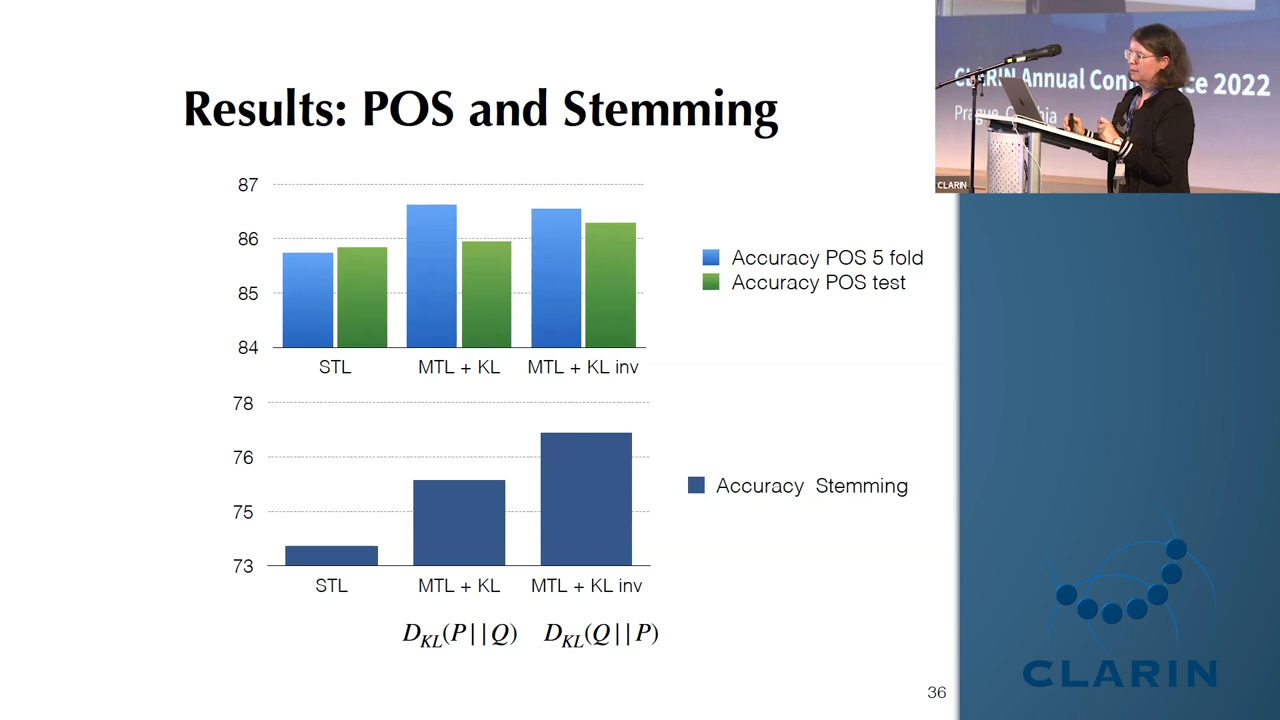 Results: POS and Stemming
87
86
85
84
STL
MTL + KL
MTL + KL inv
Accuracy POS 5 fold
Accuracy POS test
78
76
75
73
STL
MTL + KL
MTL + KL inv
Accuracy Stemming
D_KL(P||Q)
D_KL(Q||P)
36
CLARIN Annual Conference 2022
CLARIN
CLARIN